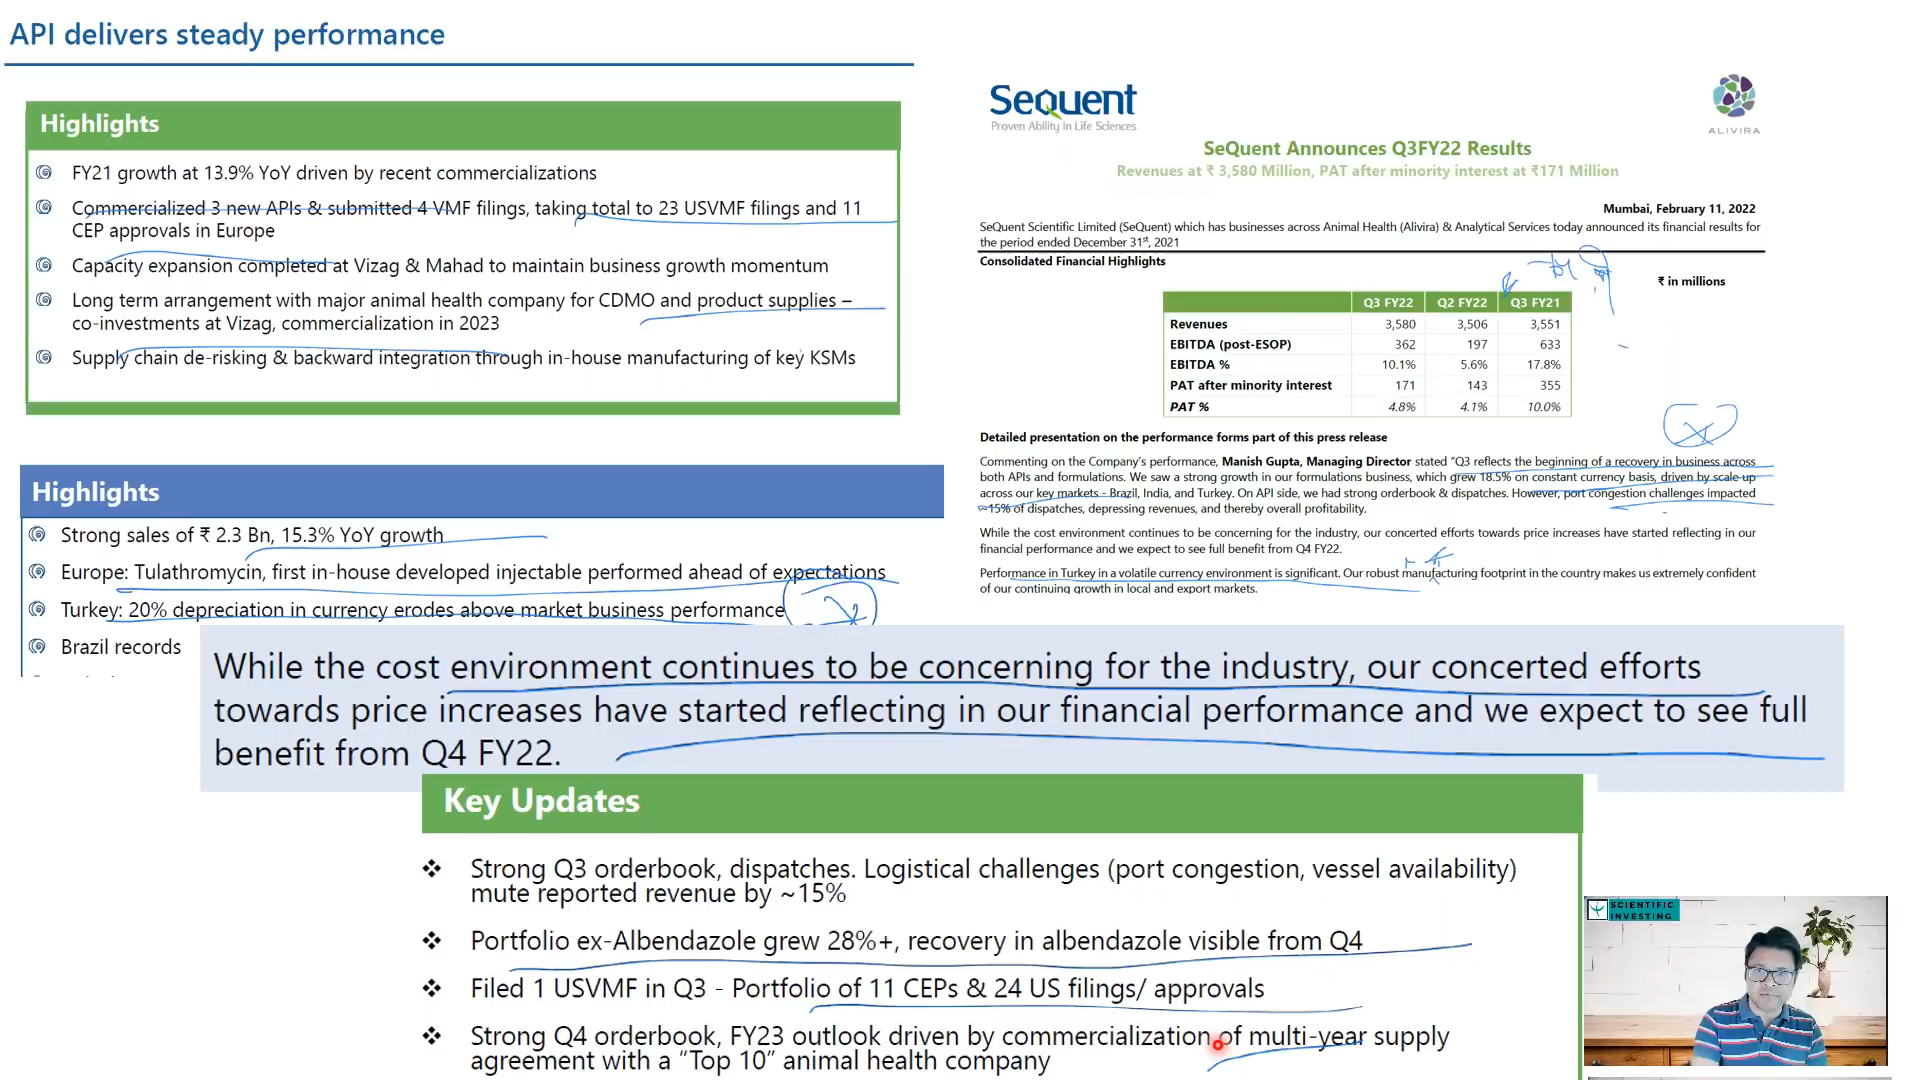 API delivers steady performance
Highlights
FY21 growth at 13.9% YoY driven by recent commercializations
Commercialized 3 new APIs & submitted 4 VMF filings, taking total to 23 USVMF filings and 11
CEP approvals in Europe
Capacity expansion completed at Vizag & Mahad to maintain business growth momentum
Long term arrangement with major animal health company for CDMO and product supplies –
co-investments at Vizag, commercialization in 2023
Supply chain de-risking & backward integration through in-house manufacturing of key KSMs
Highlights
Strong sales of ₹ 2.3 Bn, 15.3% YoY growth
Europe: Tulathromycin, first in-house developed injectable performed ahead of expectations
Turkey: 20% depreciation in currency erodes above market business performance
Brazil records
SeQuent
Proven Ability In Life Sciences
ALIVIRA
SeQuent Announces Q3FY22 Results
Revenues at ₹ 3,580 Million, PAT after minority interest at ₹171 Million
Mumbai, February 11, 2022
SeQuent Scientific Limited (SeQuent) which has businesses across Animal Health (Alivira) & Analytical Services today announced its financial results for
the period ended December 31st, 2021
Consolidated Financial Highlights
₹ in millions
Q3 FY22 Q2 FY22 Q3 FY21
Revenues 3,580 3,506 3,551
EBITDA (post-ESOP) 362 197 633
EBITDA % 10.1% 5.6% 17.8%
PAT after minority interest 171 143 355
PAT % 4.8% 4.1% 10.0%
Detailed presentation on the performance forms part of this press release
Commenting on the Company's performance, Manish Gupta, Managing Director stated "Q3 reflects the beginning of a recovery in business across
both APIs and formulations. We saw a strong growth in our formulations business, which grew 18.5% on constant currency basis, driven by scale up
across our key markets - Brazil, India, and Turkey. On API side, we had strong orderbook & dispatches. However, port congestion challenges impacted
~15% of dispatches, depressing revenues, and thereby overall profitability.
While the cost environment continues to be concerning for the industry, our concerted efforts towards price increases have started reflecting in our
financial performance and we expect to see full benefit from Q4 FY22.
Performance in Turkey in a volatile currency environment is significant. Our robust manufacturing footprint in the country makes us extremely confident
of our continuing growth in local and export markets.
While the cost environment continues to be concerning for the industry, our concerted efforts
towards price increases have started reflecting in our financial performance and we expect to see full
benefit from Q4 FY22.
Key Updates
Strong Q3 orderbook, dispatches. Logistical challenges (port congestion, vessel availability)
mute reported revenue by ~15%
Portfolio ex-Albendazole grew 28%+, recovery in albendazole visible from Q4
Filed 1 USVMF in Q3 - Portfolio of 11 CEPs & 24 US filings/ approvals
Strong Q4 orderbook, FY23 outlook driven by commercialization of multi-year supply
agreement with a "Top 10" animal health company
SCIENTIFIC
INVESTING